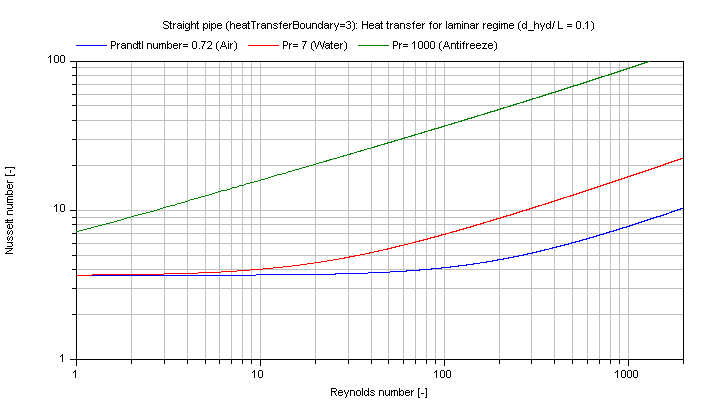 Straight pipe (heatTransferBoundary=3): Heat transfer for laminar regime (d_hyd/ L = 0.1)
Prandtl number= 0.72 (Air) Pr= 7 (Water) Pr= 1000 (Antifreeze)
100
10
1
Nusselt number [-]
1 10 100 1000
Reynolds number [-]